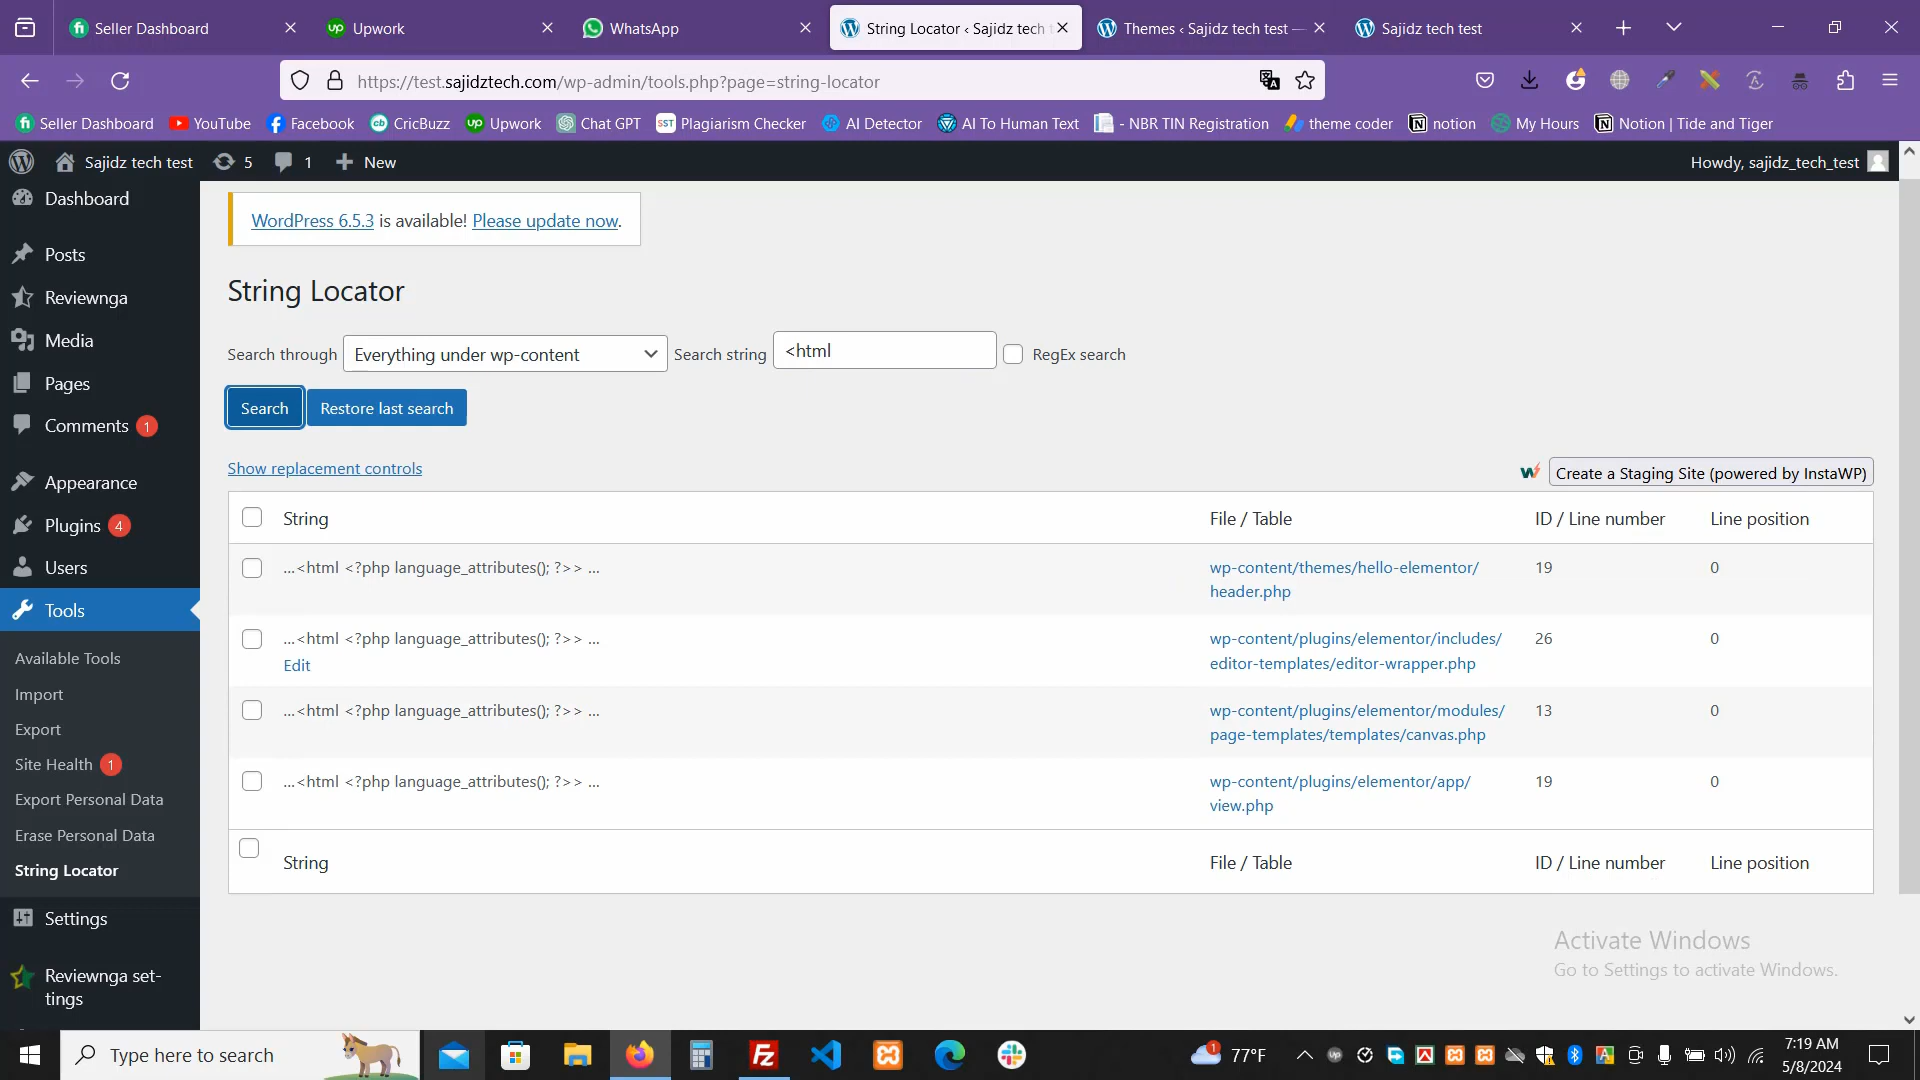 Seller Dashboard
Upwork
WhatsApp
String Locator ‹ Sajidz tech t
Themes ‹ Sajidz tech test —
Sajidz tech test
https://test.sajidztech.com/wp-admin/tools.php?page=string-locator
Seller Dashboard
YouTube
Facebook
CricBuzz
Upwork
Chat GPT
SST Plagiarism Checker
AI Detector
AI To Human Text
- NBR TIN Registration
theme coder
notion
My Hours
Notion | Tide and Tiger
Sajidz tech test
5
1
New
Howdy, sajidz_tech_test
Dashboard
Posts
Reviewnga
Media
Pages
Comments 1
Appearance
Plugins 4
Users
Tools
Available Tools
Import
Export
Site Health 1
Export Personal Data
Erase Personal Data
String Locator
Settings
Reviewnga set-
tings
WordPress 6.5.3 is available! Please update now.
String Locator
Search through Everything under wp-content Search string <html RegEx search
Search Restore last search
Show replacement controls
Create a Staging Site (powered by InstaWP)
String File / Table ID / Line number Line position
...<html <?php language_attributes(); ?>> ... wp-content/themes/hello-elementor/ 19 0
header.php
...<html <?php language_attributes(); ?>> ... wp-content/plugins/elementor/includes/ 26 0
Edit editor-templates/editor-wrapper.php
...<html <?php language_attributes(); ?>> ... wp-content/plugins/elementor/modules/ 13 0
page-templates/templates/canvas.php
...<html <?php language_attributes(); ?>> ... wp-content/plugins/elementor/app/ 19 0
view.php
String File / Table ID / Line number Line position
Activate Windows
Go to Settings to activate Windows.
Type here to search
1
77°F
7:19 AM
5/8/2024